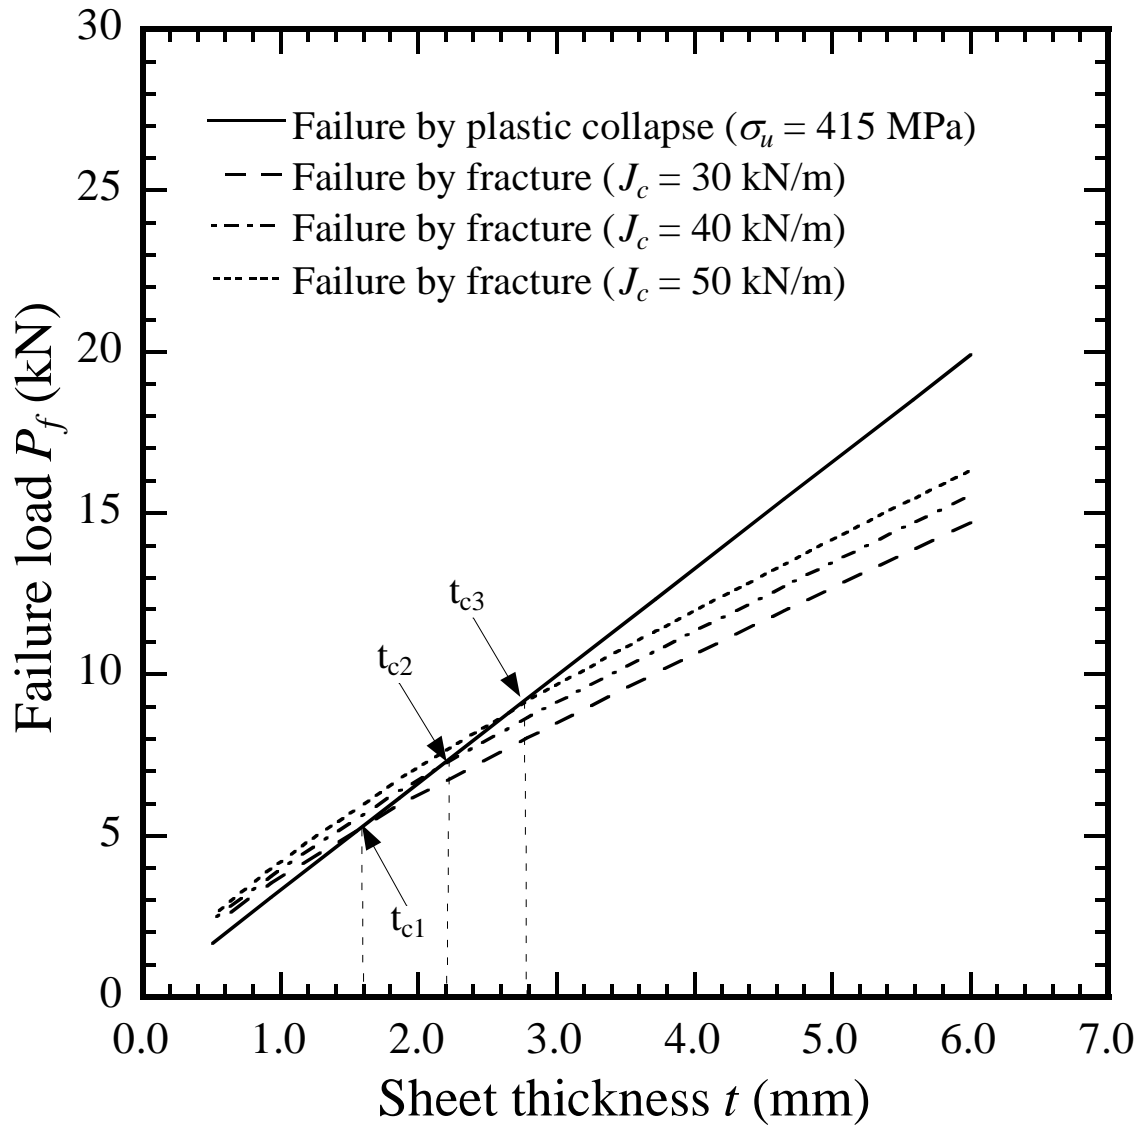 30
25
20
15
10
5
0
Failure load P_f (kN)
Failure by plastic collapse (σ_u = 415 MPa)
Failure by fracture (J_c = 30 kN/m)
Failure by fracture (J_c = 40 kN/m)
Failure by fracture (J_c = 50 kN/m)
t_c3
t_c2
t_c1
0.0 1.0 2.0 3.0 4.0 5.0 6.0 7.0
Sheet thickness t (mm)